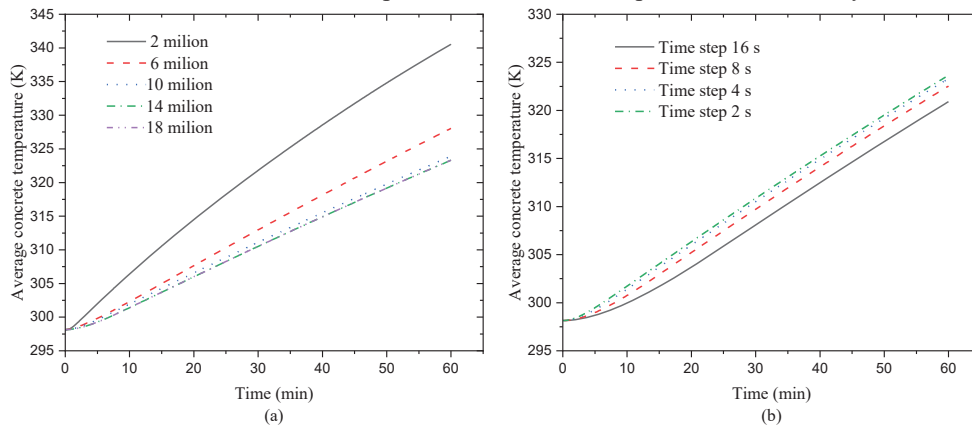 345
340
335
330
325
320
315
310
305
300
295
Average concrete temperature (K)
2 milion
6 milion
10 milion
14 milion
18 milion
0
10
20
30
40
50
60
Time (min)
(a)
330
325
320
315
310
305
300
295
Average concrete temperature (K)
Time step 16 s
Time step 8 s
Time step 4 s
Time step 2 s
0
10
20
30
40
50
60
Time (min)
(b)